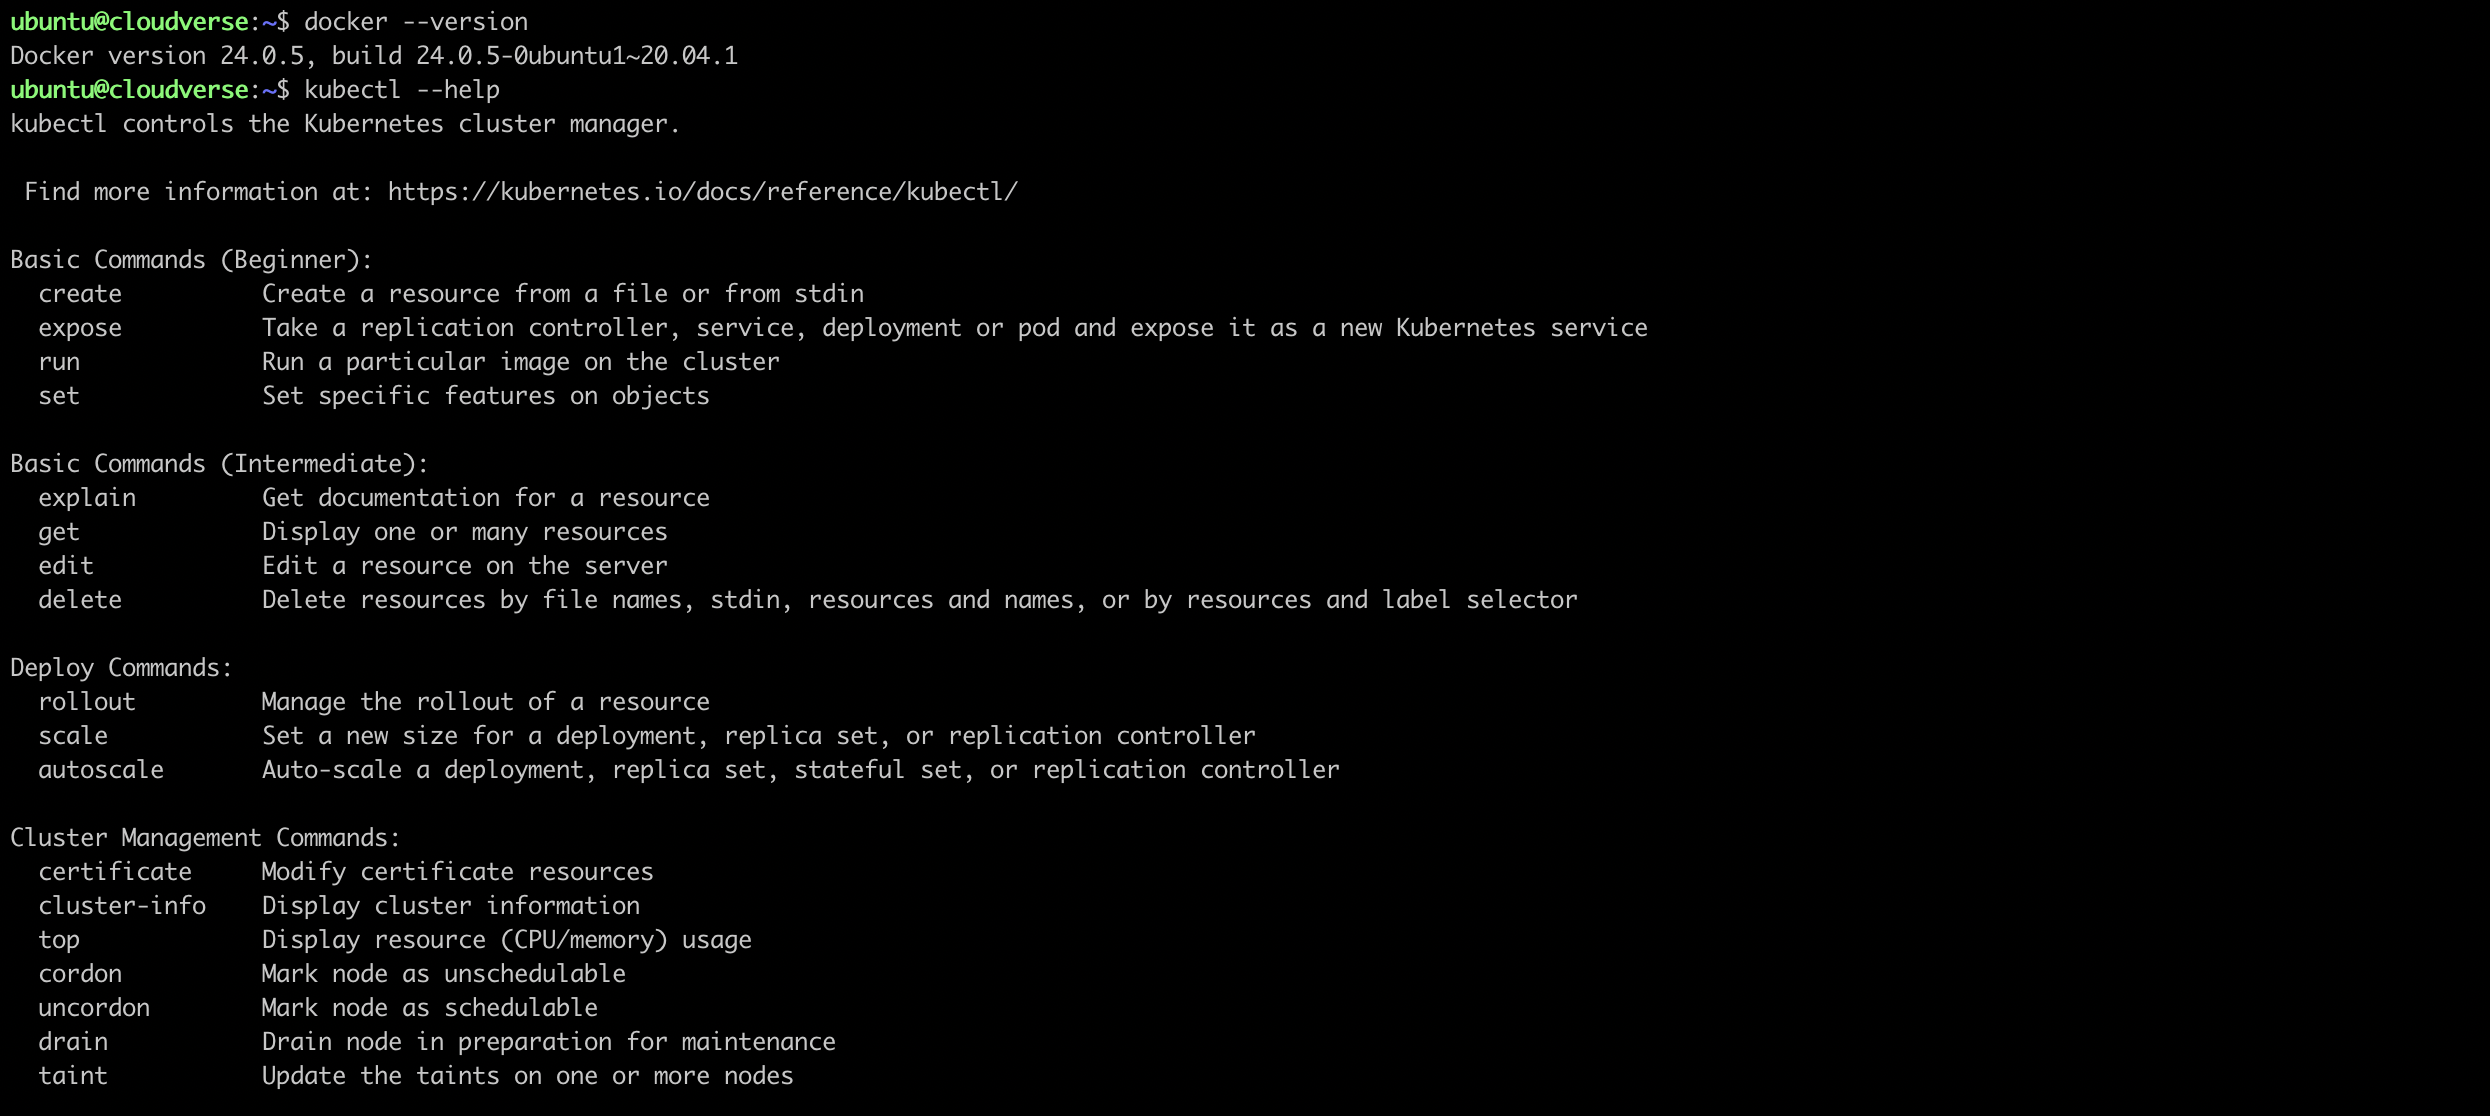 ubuntu@cloudverse:~$ docker --version
Docker version 24.0.5, build 24.0.5-0ubuntu1~20.04.1
ubuntu@cloudverse:~$ kubectl --help
kubectl controls the Kubernetes cluster manager.

 Find more information at: https://kubernetes.io/docs/reference/kubectl/

Basic Commands (Beginner):
  create          Create a resource from a file or from stdin
  expose          Take a replication controller, service, deployment or pod and expose it as a new Kubernetes service
  run             Run a particular image on the cluster
  set             Set specific features on objects

Basic Commands (Intermediate):
  explain         Get documentation for a resource
  get             Display one or many resources
  edit            Edit a resource on the server
  delete          Delete resources by file names, stdin, resources and names, or by resources and label selector

Deploy Commands:
  rollout         Manage the rollout of a resource
  scale           Set a new size for a deployment, replica set, or replication controller
  autoscale       Auto-scale a deployment, replica set, stateful set, or replication controller

Cluster Management Commands:
  certificate     Modify certificate resources
  cluster-info    Display cluster information
  top             Display resource (CPU/memory) usage
  cordon          Mark node as unschedulable
  uncordon        Mark node as schedulable
  drain           Drain node in preparation for maintenance
  taint           Update the taints on one or more nodes